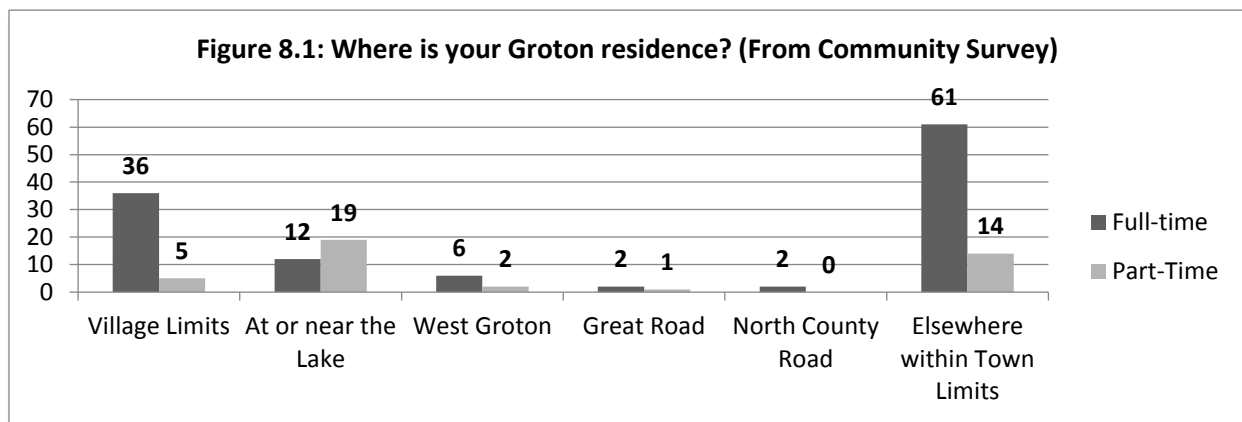 Figure 8.1: Where is your Groton residence? (From Community Survey)
70
60
50
40
30
20
10
0
36
5
12
19
6
2
2
1
2
0
61
14
Village Limits
At or near the
Lake
West Groton
Great Road
North County
Road
Elsewhere
within Town
Limits
Full-time
Part-Time